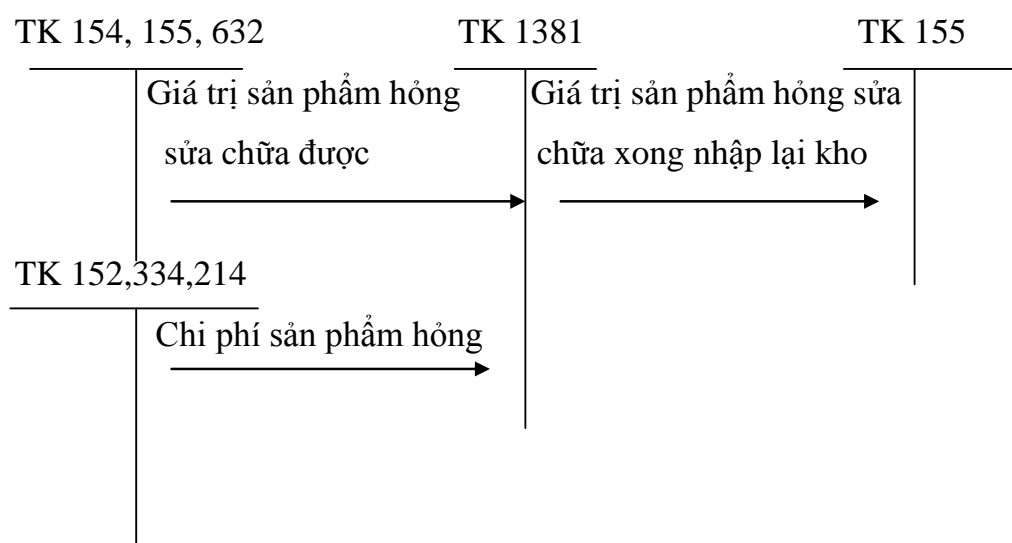 TK 154, 155, 632 TK 1381 TK 155
Giá trị sản phẩm hỏng Giá trị sản phẩm hỏng sửa
sửa chữa được chữa xong nhập lại kho
TK 152,334,214
Chi phí sản phẩm hỏng